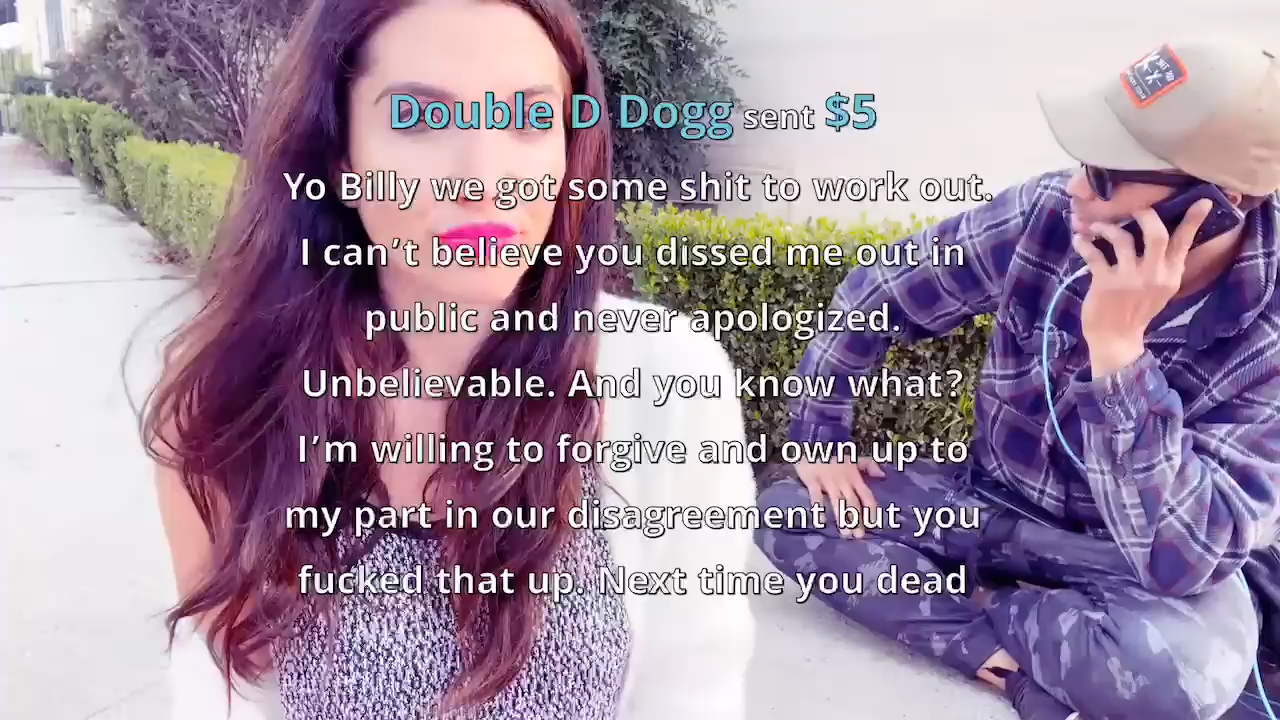 Double D Dogg sent $5
Yo Billy we got some shit to work out.
I can’t believe you dissed me out in
public and never apologized.
Unbelievable. And you know what?
I’m willing to forgive and own up to
my part in our disagreement but you
fucked that up. Next time you dead